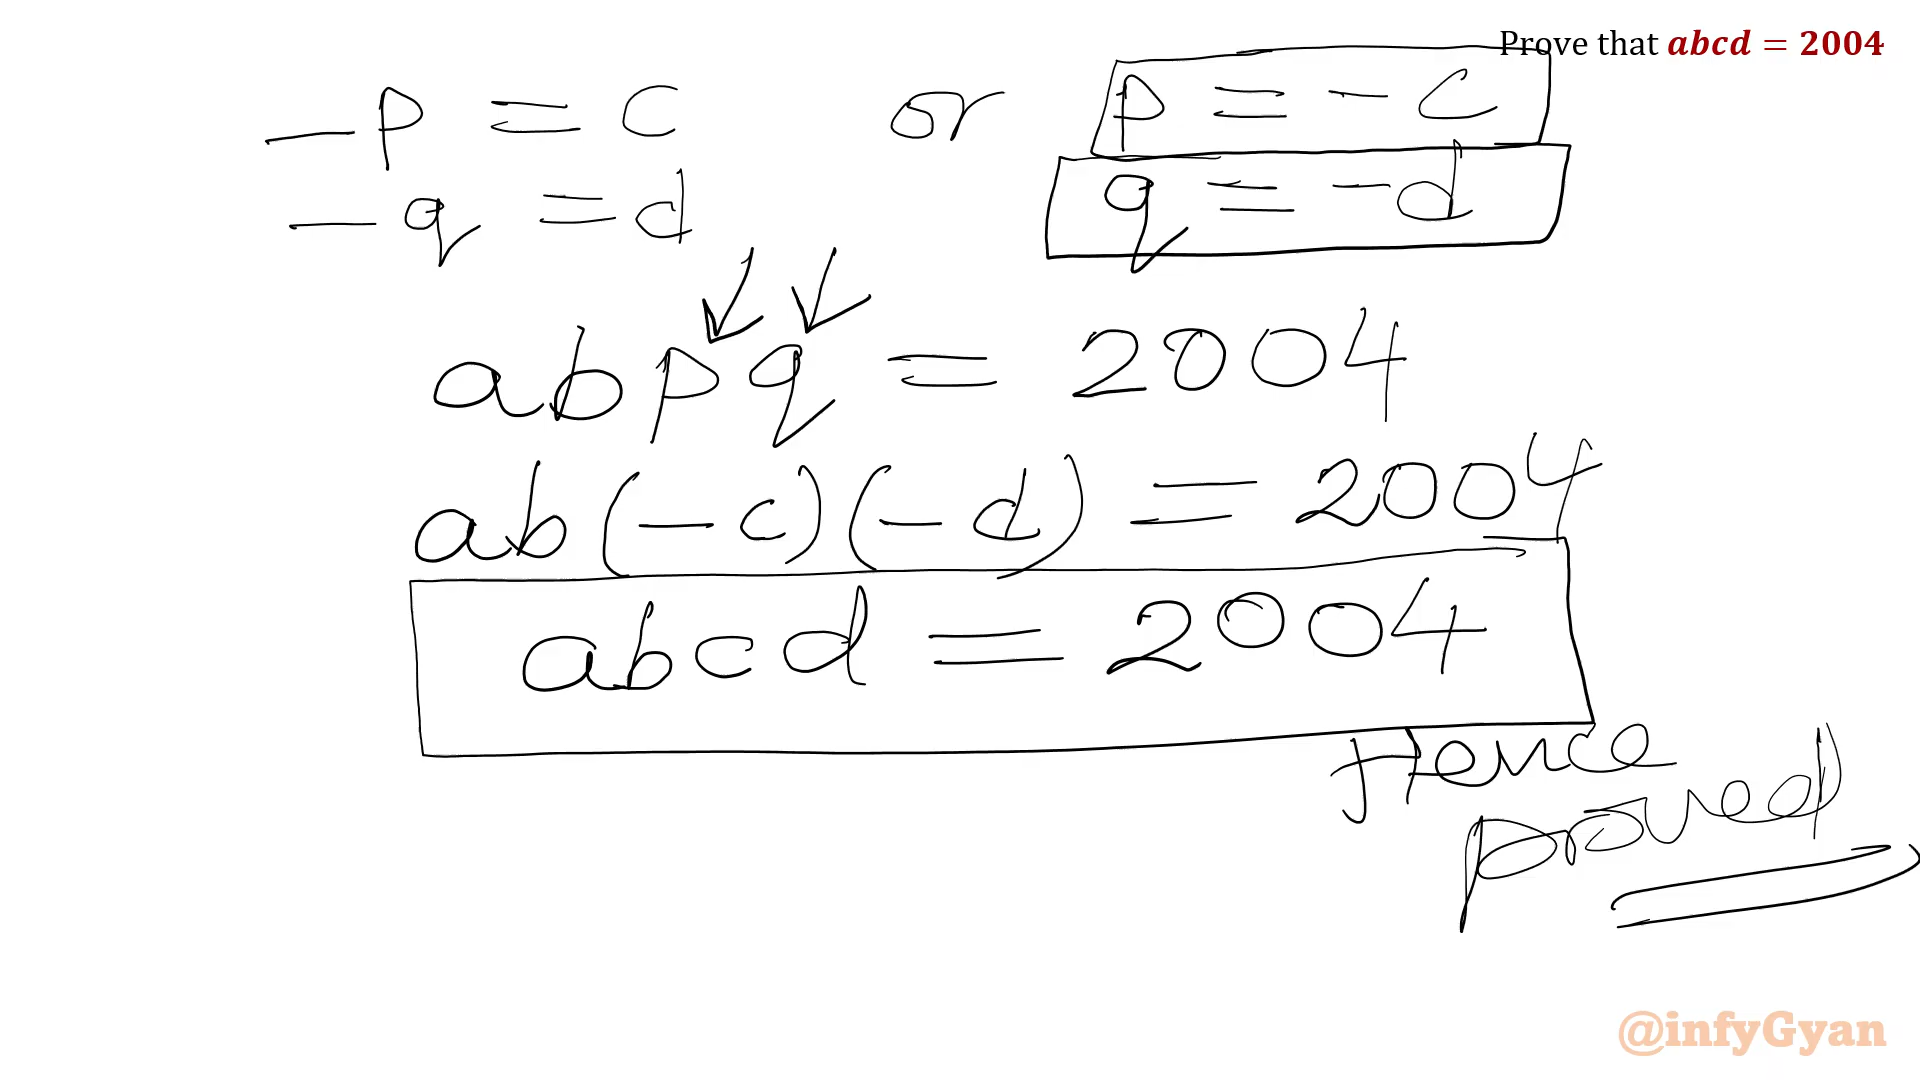 Prove that abcd = 2004
-p = c or p = -c
-q = d q = -d
abpq = 2004
ab(-c)(-d) = 2004
abcd = 2004
Hence
proved
@infyGyan